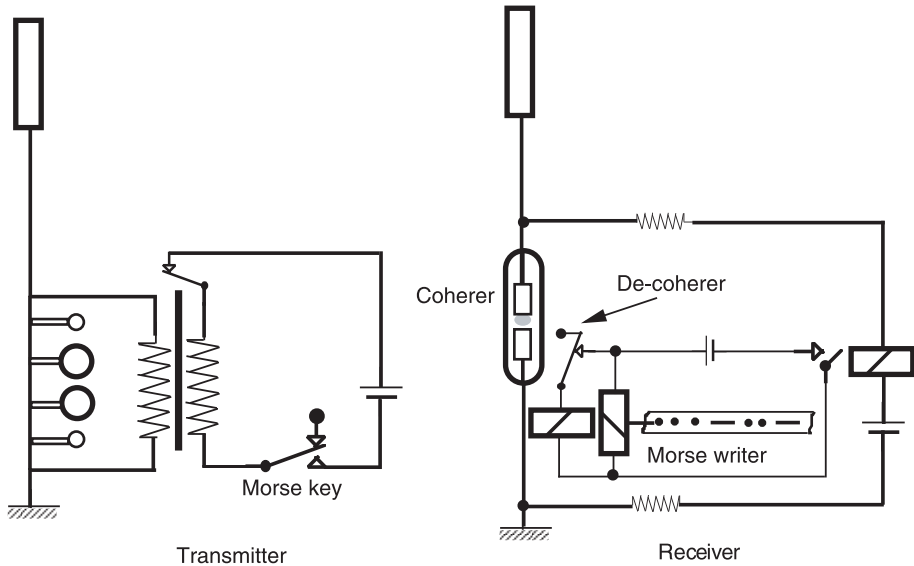 Coherer
De-coherer
Morse writer
Morse key
Transmitter
Receiver